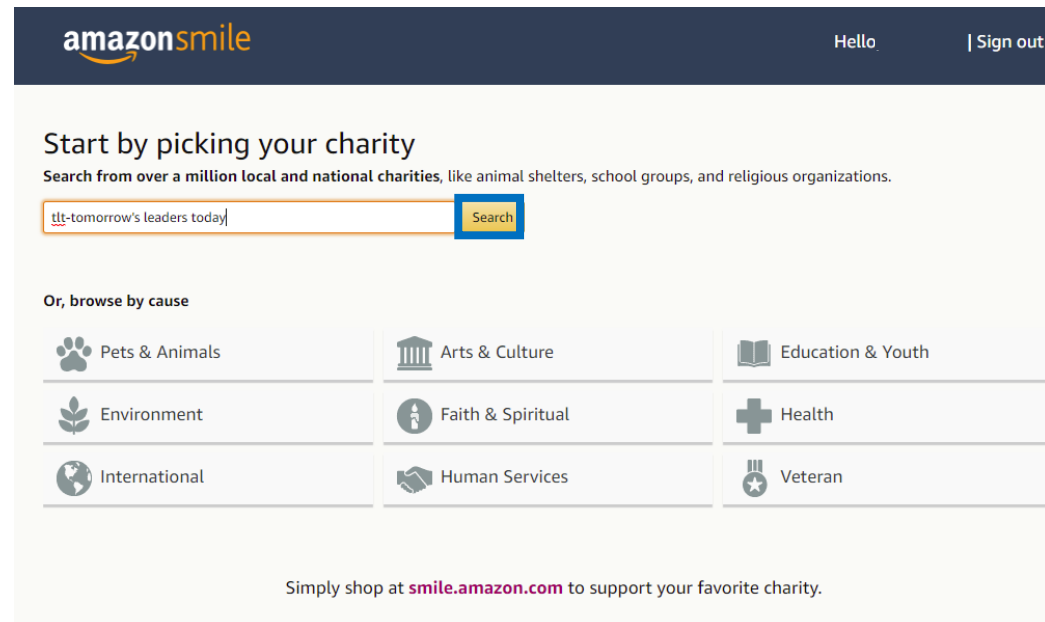 amazonsmile
Hello | Sign out
Start by picking your charity
Search from over a million local and national charities, like animal shelters, school groups, and religious organizations.
tlt-tomorrow's leaders today Search
Or, browse by cause
Pets & Animals Arts & Culture Education & Youth
Environment Faith & Spiritual Health
International Human Services Veteran
Simply shop at smile.amazon.com to support your favorite charity.